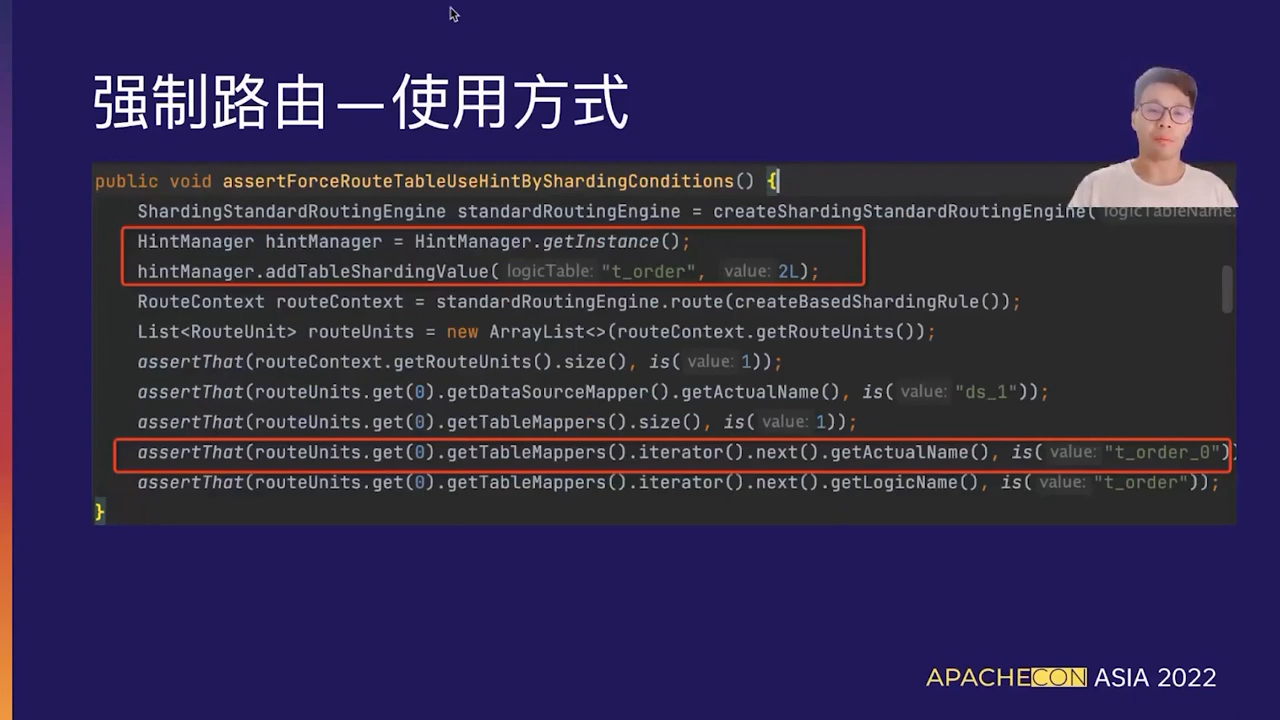 强制路由—使用方式
public void assertForceRouteTableUseHintByShardingConditions() {
ShardingStandardRoutingEngine standardRoutingEngine = createShardingStandardRoutingEngine( logicTableName:
HintManager hintManager = HintManager.getInstance();
hintManager.addTableShardingValue( logicTable: "t_order", value: 2L);
RouteContext routeContext = standardRoutingEngine.route(createBasedShardingRule());
List<RouteUnit> routeUnits = new ArrayList<>(routeContext.getRouteUnits());
assertThat(routeContext.getRouteUnits().size(), is( value: 1));
assertThat(routeUnits.get(0).getDataSourceMapper().getActualName(), is( value: "ds_1"));
assertThat(routeUnits.get(0).getTableMappers().size(), is( value: 1));
assertThat(routeUnits.get(0).getTableMappers().iterator().next().getActualName(), is( value: "t_order_0"))
assertThat(routeUnits.get(0).getTableMappers().iterator().next().getLogicName(), is( value: "t_order"));
}
APACHECON ASIA 2022